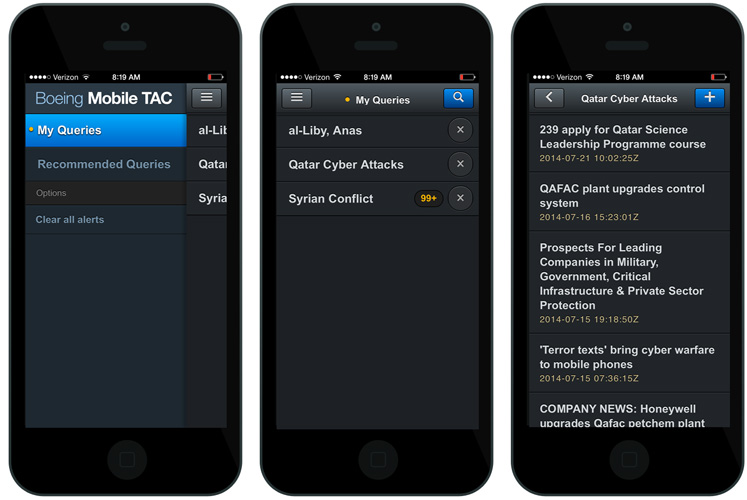 Verizon 8:19 AM
Boeing Mobile TAC
My Queries
al-Lib
Recommended Queries
Qata
Options
Syria
Clear all alerts
Verizon 8:19 AM
My Queries
al-Liby, Anas
Qatar Cyber Attacks
Syrian Conflict 99+
Verizon 8:19 AM
Qatar Cyber Attacks
239 apply for Qatar Science
Leadership Programme course
2014-07-21 10:02:25Z
QAFAC plant upgrades control
system
2014-07-16 15:23:01Z
Prospects For Leading
Companies in Military,
Government, Critical
Infrastructure & Private Sector
Protection
2014-07-15 19:18:50Z
'Terror texts' bring cyber warfare
to mobile phones
2014-07-15 07:36:15Z
COMPANY NEWS: Honeywell
upgrades Qafac petchem plant